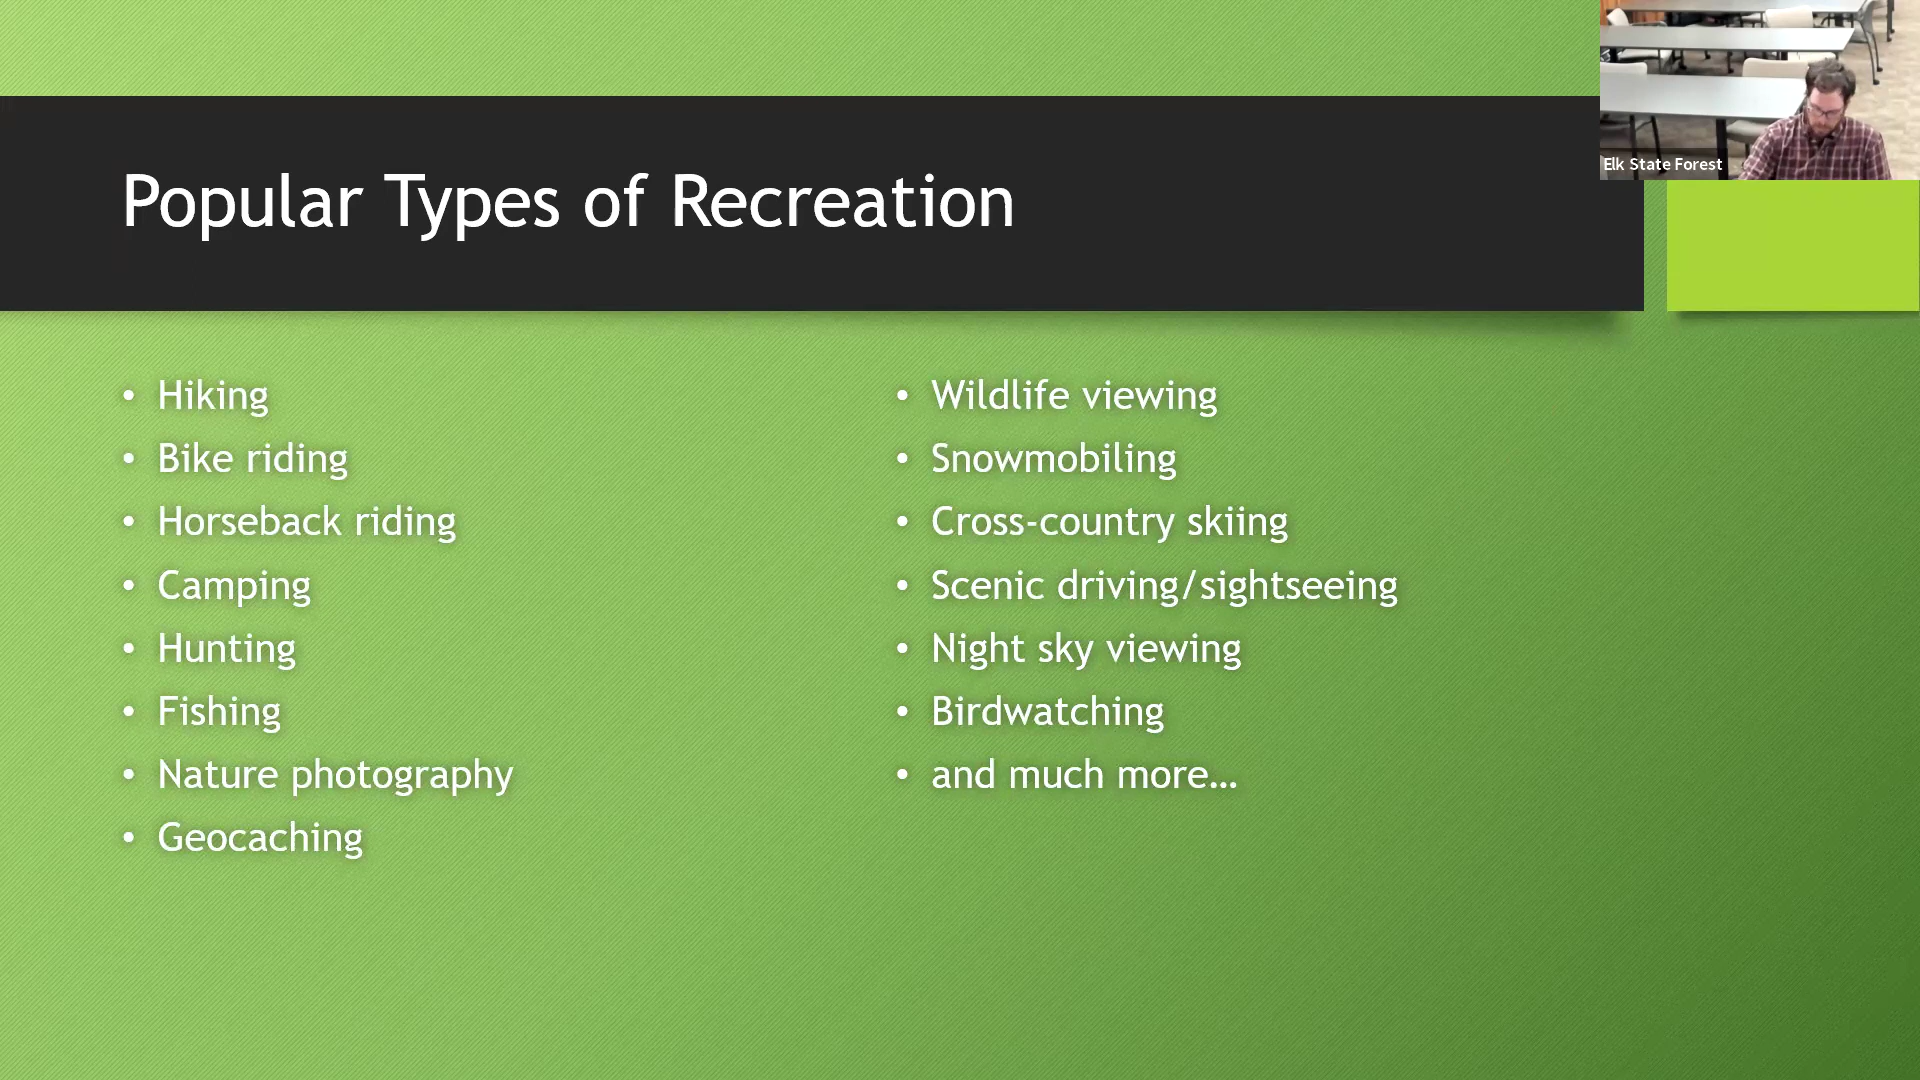 Popular Types of Recreation
Elk State Forest
• Hiking
• Bike riding
• Horseback riding
• Camping
• Hunting
• Fishing
• Nature photography
• Geocaching
• Wildlife viewing
• Snowmobiling
• Cross-country skiing
• Scenic driving/sightseeing
• Night sky viewing
• Birdwatching
• and much more…